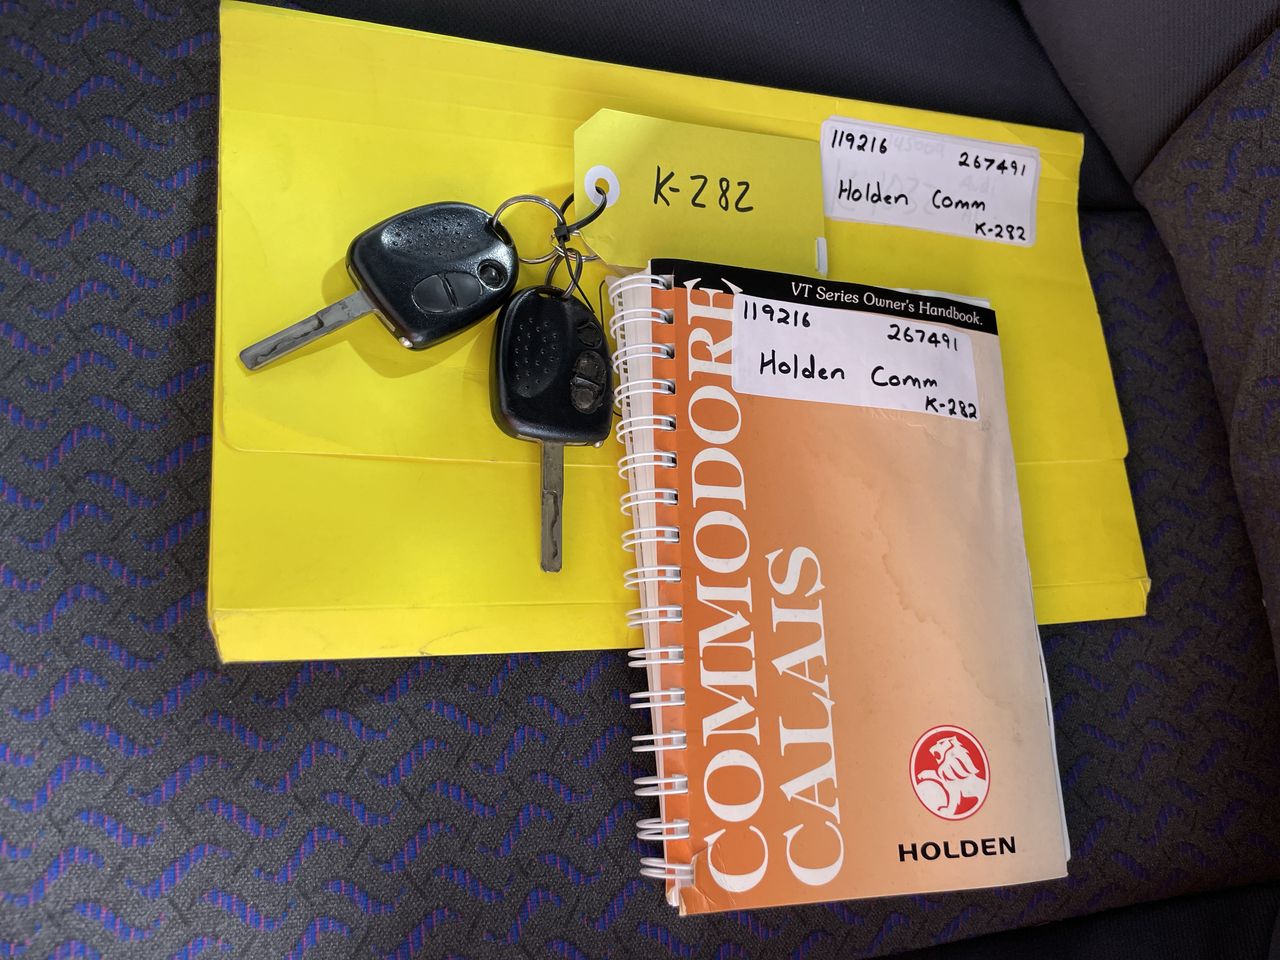 K-282
119216
267491
Holden Comm
K-282
VT Series Owner's Handbook.
119216
267491
Holden Comm
K-282
COMMODORE
CALAIS
HOLDEN